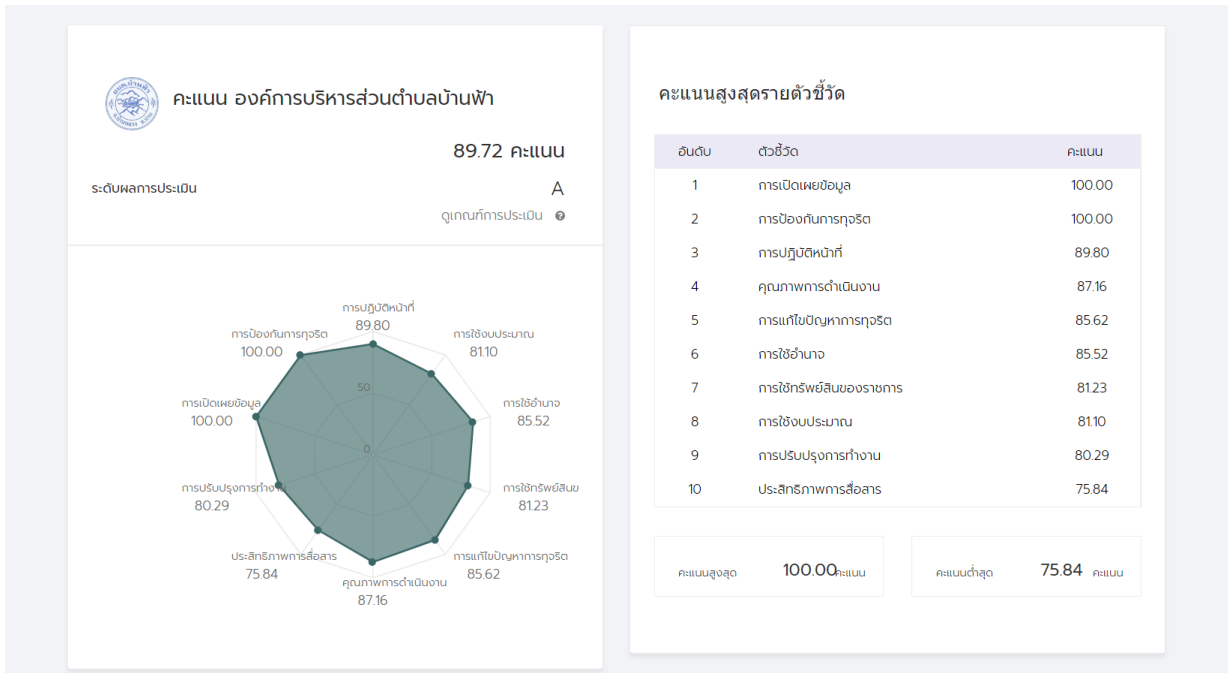 คะแนน องค์การบริหารส่วนตำบลบ้านฟ้า
89.72 คะแนน
ระดับผลการประเมิน A
ดูเกณฑ์การประเมิน
การปฏิบัติหน้าที่
89.80
การป้องกันการทุจริต
100.00
การใช้งบประมาณ
81.10
50
การเปิดเผยข้อมูล
100.00
การใช้อำนาจ
85.52
0
การปรับปรุงการทำงาน
80.29
การใช้ทรัพย์สินข
81.23
ประสิทธิภาพการสื่อสาร
75.84
การแก้ไขปัญหาการทุจริต
85.62
คุณภาพการดำเนินงาน
87.16
คะแนนสูงสุดรายตัวชี้วัด
อันดับ ตัวชี้วัด คะแนน
1 การเปิดเผยข้อมูล 100.00
2 การป้องกันการทุจริต 100.00
3 การปฏิบัติหน้าที่ 89.80
4 คุณภาพการดำเนินงาน 87.16
5 การแก้ไขปัญหาการทุจริต 85.62
6 การใช้อำนาจ 85.52
7 การใช้ทรัพย์สินของราชการ 81.23
8 การใช้งบประมาณ 81.10
9 การปรับปรุงการทำงาน 80.29
10 ประสิทธิภาพการสื่อสาร 75.84
คะแนนสูงสุด 100.00 คะแนน
คะแนนต่ำสุด 75.84 คะแนน